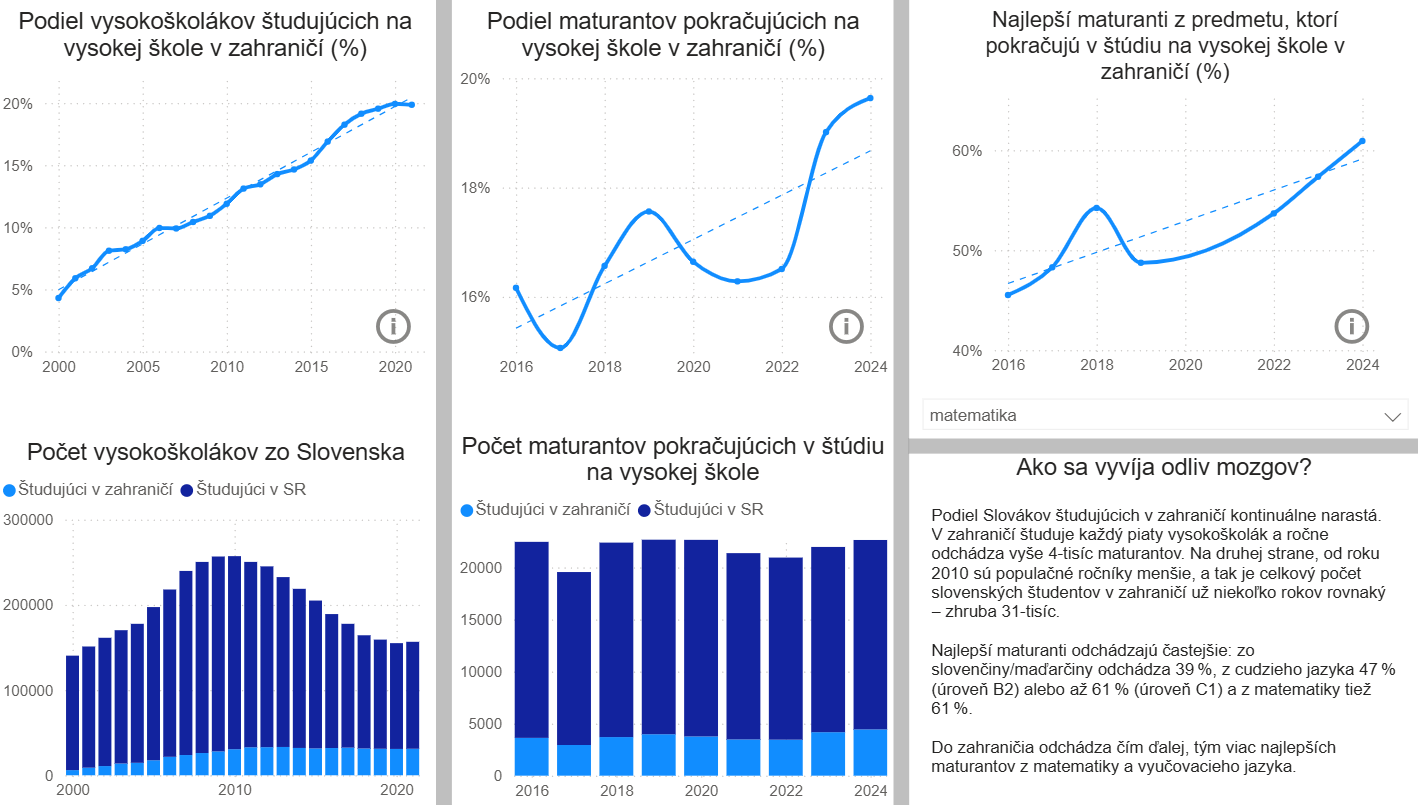 Podiel vysokoškolákov študujúcich na
vysokej škole v zahraničí (%)
20%
15%
10%
5%
0%
2000
2005
2010
2015
2020
Počet vysokoškolákov zo Slovenska
Študujúci v zahraničí
Študujúci v SR
300000
200000
100000
0
2000
2010
2020
Podiel maturantov pokračujúcich na
vysokej škole v zahraničí (%)
20%
18%
16%
2016
2018
2020
2022
2024
Počet maturantov pokračujúcich v štúdiu
na vysokej škole
Študujúci v zahraničí
Študujúci v SR
20000
15000
10000
5000
0
2016
2018
2020
2022
2024
Najlepší maturanti z predmetu, ktorí
pokračujú v štúdiu na vysokej škole v
zahraničí (%)
60%
50%
40%
2016
2018
2020
2022
2024
matematika
Ako sa vyvíja odliv mozgov?
Podiel Slovákov študujúcich v zahraničí kontinuálne narastá.
V zahraničí študuje každý piaty vysokoškolák a ročne
odchádza vyše 4-tisíc maturantov. Na druhej strane, od roku
2010 sú populačné ročníky menšie, a tak je celkový počet
slovenských študentov v zahraničí už niekoľko rokov rovnaký
– zhruba 31-tisíc.
Najlepší maturanti odchádzajú častejšie: zo
slovenčiny/maďarčiny odchádza 39 %, z cudzieho jazyka 47 %
(úroveň B2) alebo až 61 % (úroveň C1) a z matematiky tiež
61 %.
Do zahraničia odchádza čím ďalej, tým viac najlepších
maturantov z matematiky a vyučovacieho jazyka.